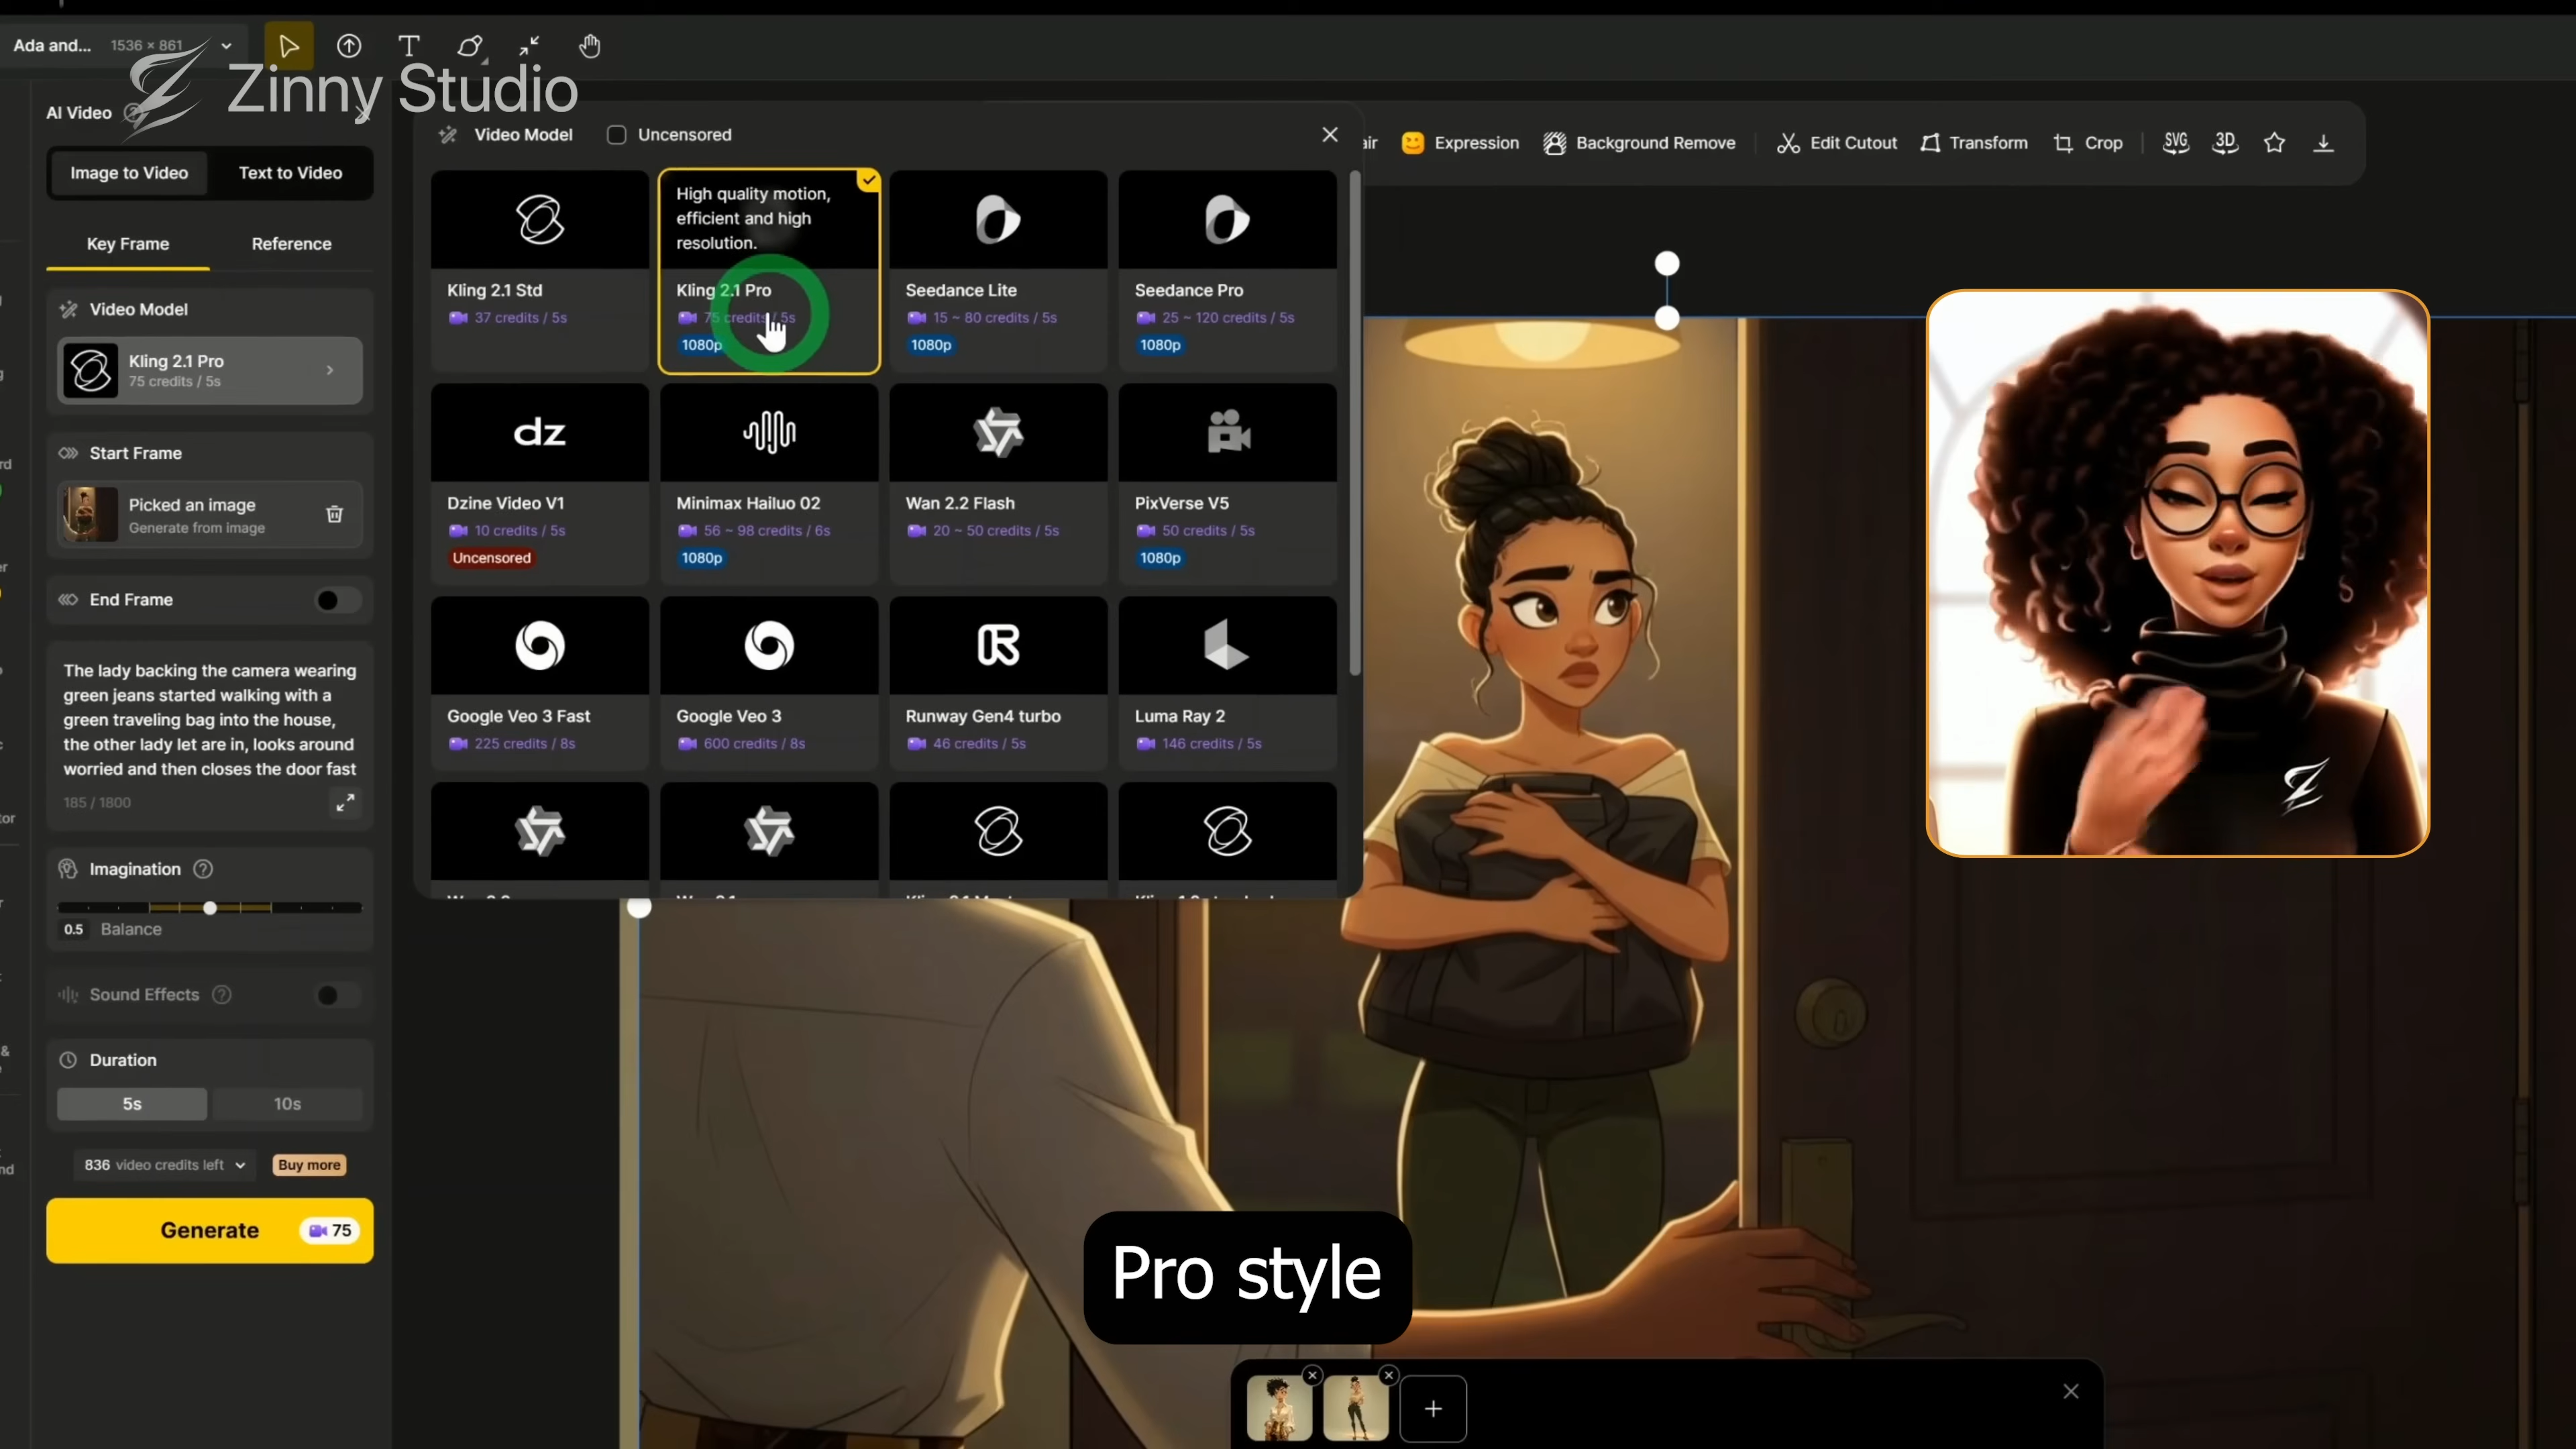 Ada and...
1536 × 861
Zinny Studio
AI Video
Image to Video
Text to Video
Key Frame
Reference
Video Model
Kling 2.1 Pro
75 credits / 5s
Start Frame
Picked an image
Generate from image
End Frame
The lady backing the camera wearing
green jeans started walking with a
green traveling bag into the house,
the other lady let are in, looks around
worried and then closes the door fast
185 / 1800
Imagination
0.5 Balance
Sound Effects
Duration
5s
10s
836 video credits left
Buy more
Generate
75
Video Model
Uncensored
Kling 2.1 Std
37 credits / 5s
High quality motion,
efficient and high
resolution.
Kling 2.1 Pro
75 credits / 5s
1080p
Seedance Lite
15 ~ 80 credits / 5s
1080p
Seedance Pro
25 ~ 120 credits / 5s
1080p
dz
Dzine Video V1
10 credits / 5s
Uncensored
Minimax Hailuo 02
56 ~ 98 credits / 6s
1080p
Wan 2.2 Flash
20 ~ 50 credits / 5s
PixVerse V5
50 credits / 5s
1080p
Google Veo 3 Fast
225 credits / 8s
Google Veo 3
600 credits / 8s
Runway Gen4 turbo
46 credits / 5s
Luma Ray 2
146 credits / 5s
Expression
Background Remove
Edit Cutout
Transform
Crop
SVG
3D
Pro style